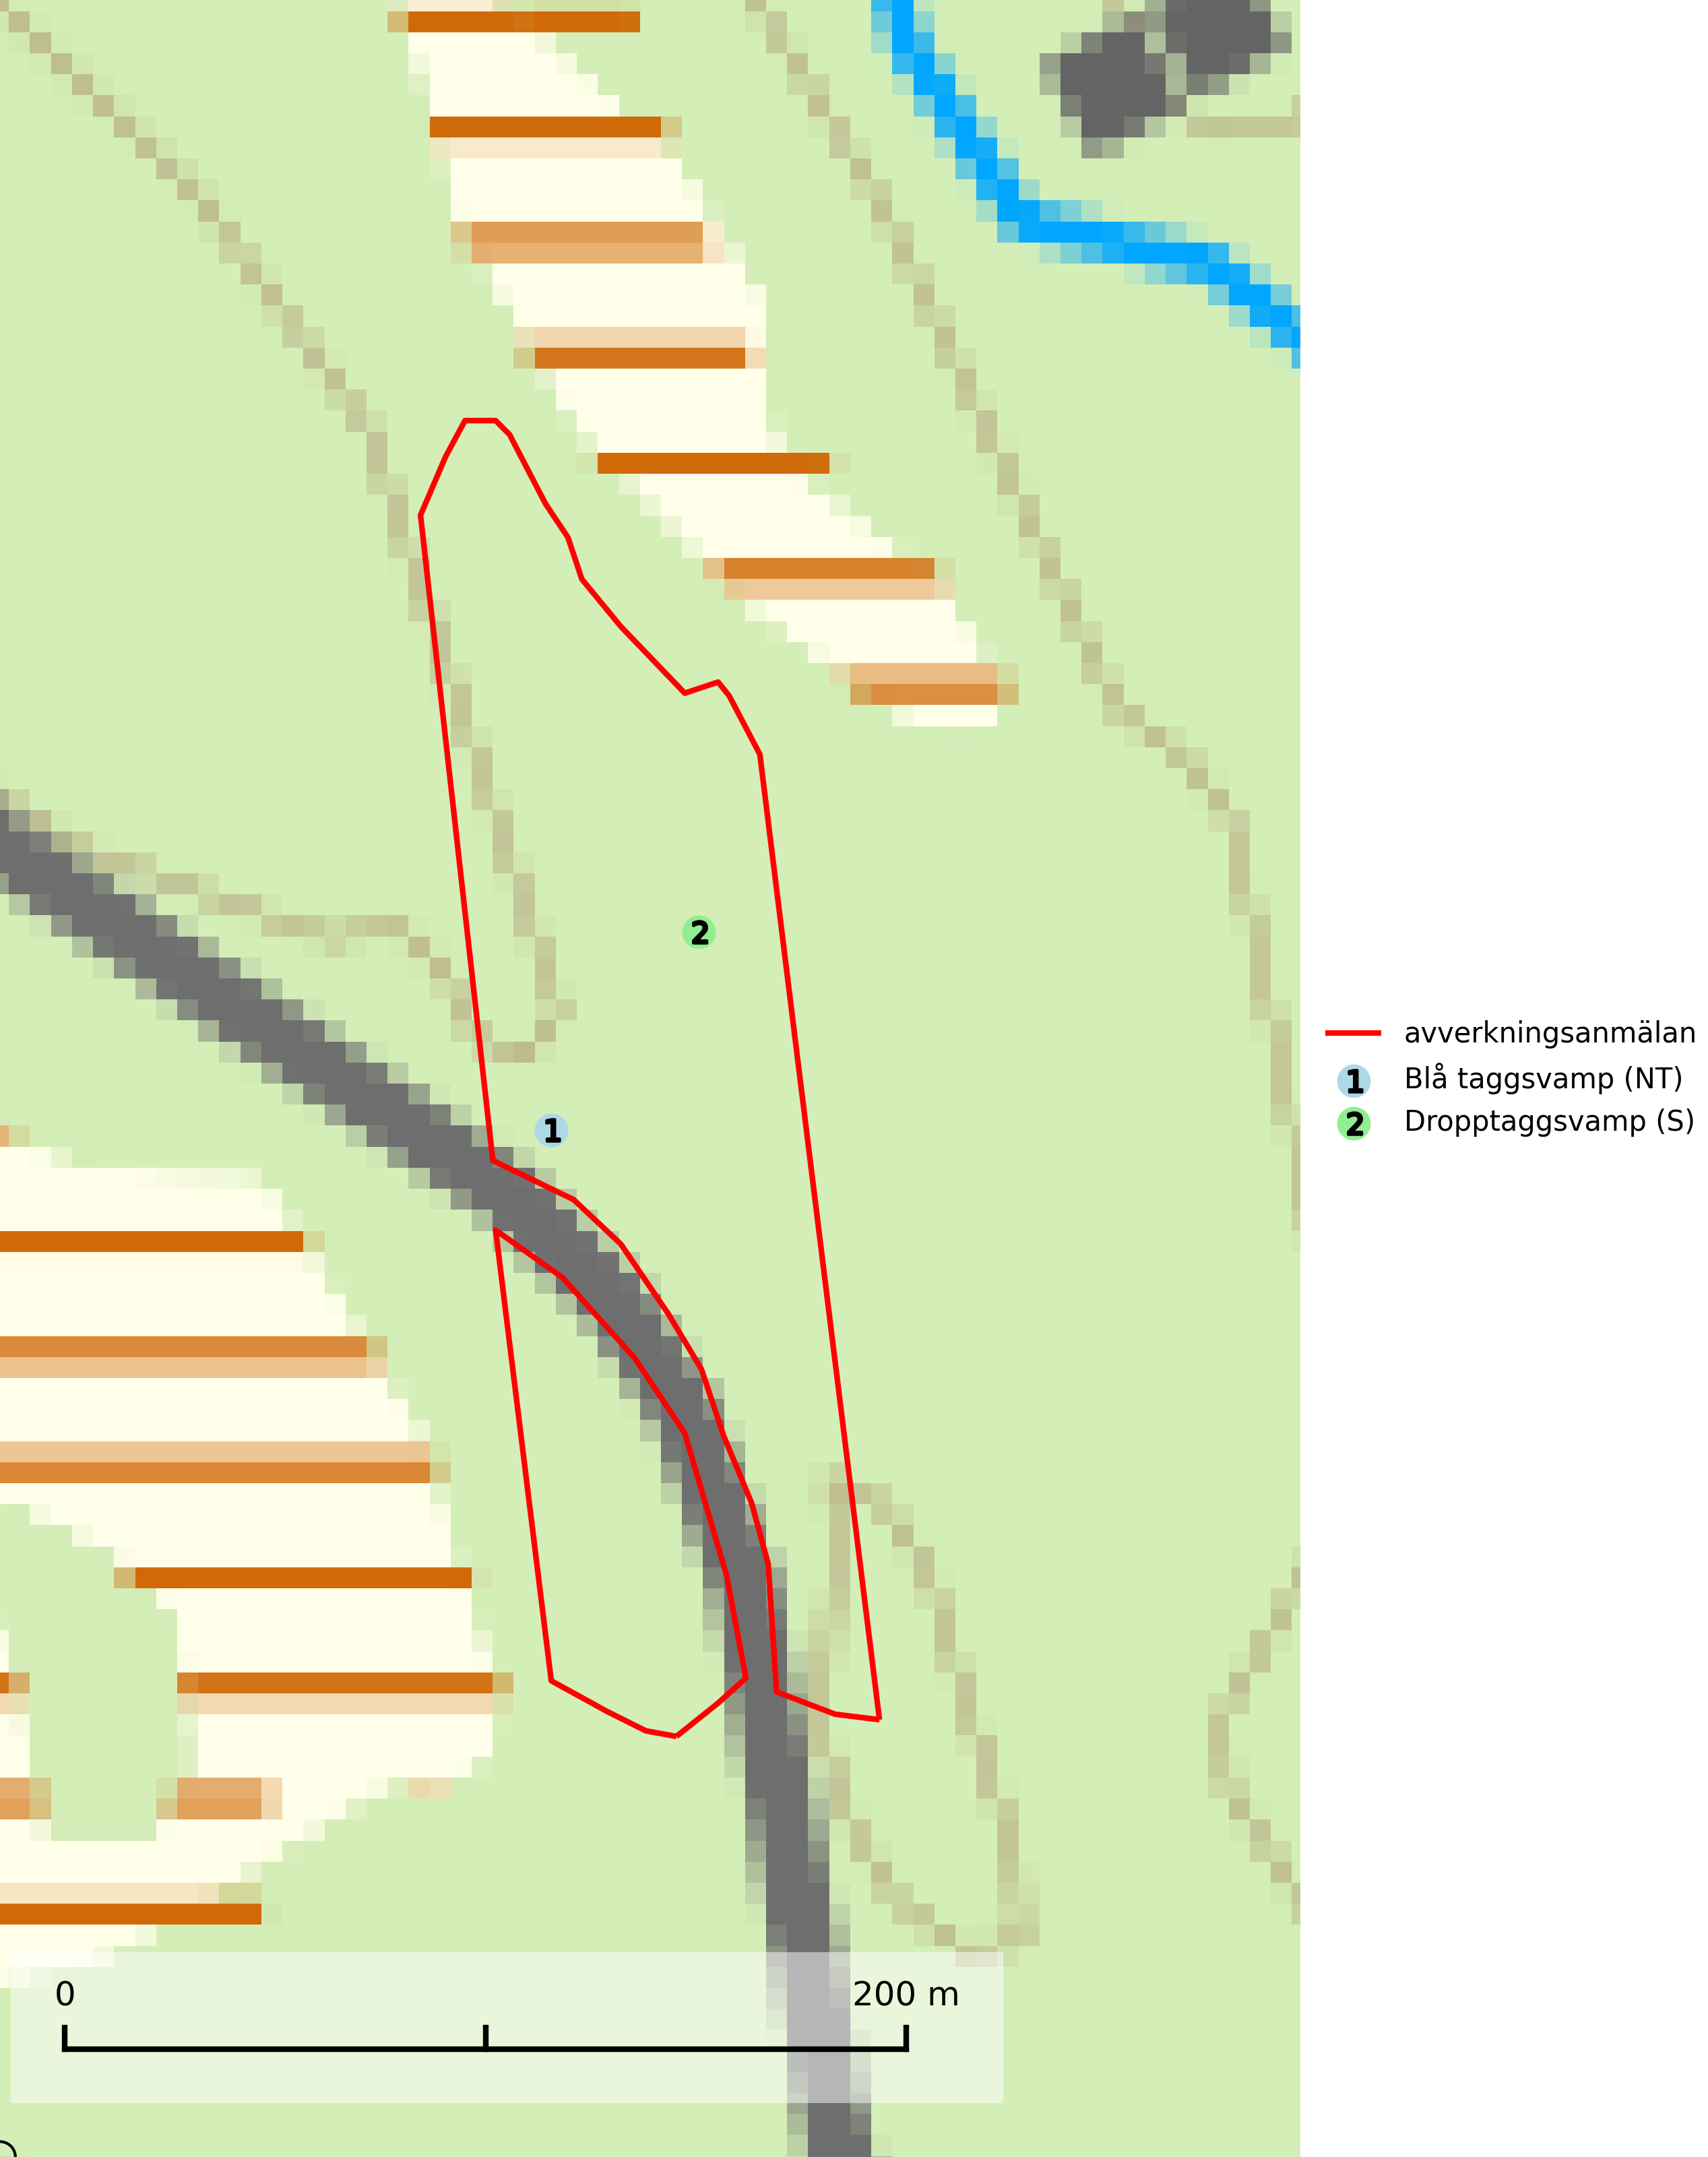 2
1
avverkningsanmälan
1 Blå taggsvamp (NT)
2 Dropptaggsvamp (S)
0 200 m